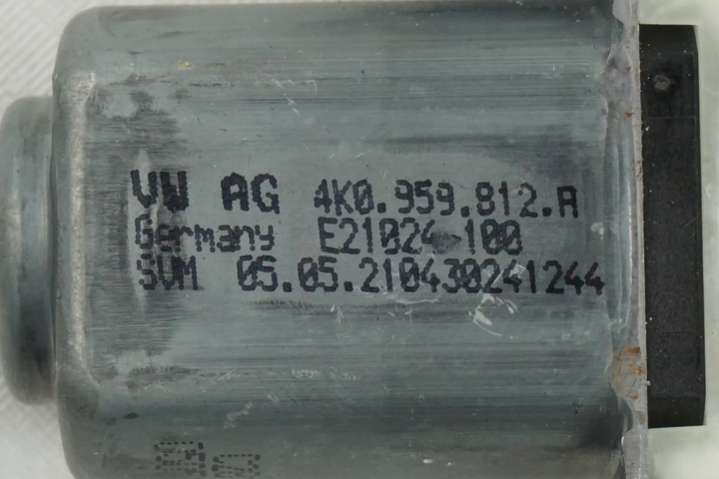 VW AG 4K0.959.812.A
Germany E21024-100
SVM 05.05.210430241244